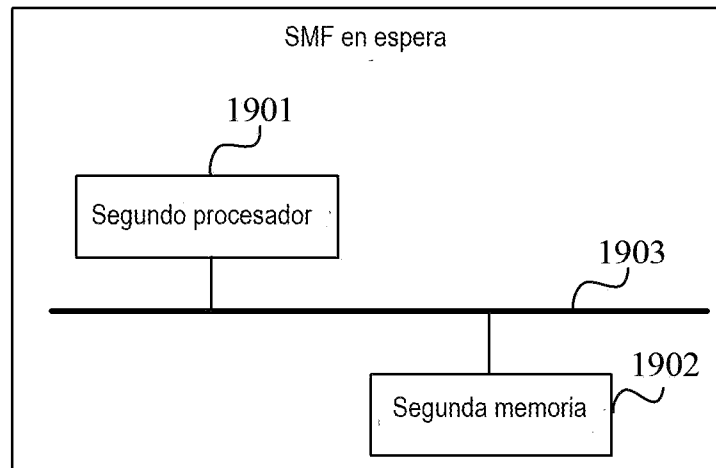 SMF en espera
1901
Segundo procesador
1903
1902
Segunda memoria